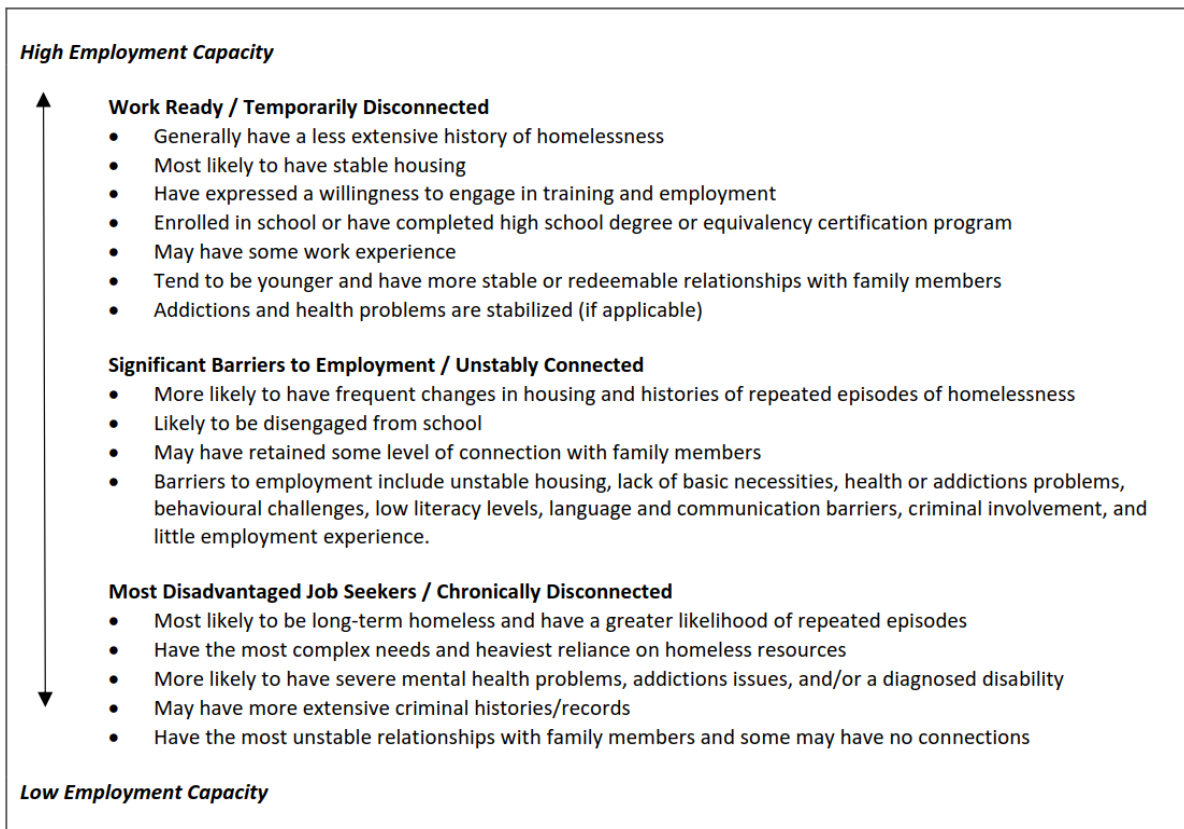 High Employment Capacity
Work Ready / Temporarily Disconnected
• Generally have a less extensive history of homelessness
• Most likely to have stable housing
• Have expressed a willingness to engage in training and employment
• Enrolled in school or have completed high school degree or equivalency certification program
• May have some work experience
• Tend to be younger and have more stable or redeemable relationships with family members
• Addictions and health problems are stabilized (if applicable)
Significant Barriers to Employment / Unstably Connected
• More likely to have frequent changes in housing and histories of repeated episodes of homelessness
• Likely to be disengaged from school
• May have retained some level of connection with family members
• Barriers to employment include unstable housing, lack of basic necessities, health or addictions problems,
behavioural challenges, low literacy levels, language and communication barriers, criminal involvement, and
little employment experience.
Most Disadvantaged Job Seekers / Chronically Disconnected
• Most likely to be long-term homeless and have a greater likelihood of repeated episodes
• Have the most complex needs and heaviest reliance on homeless resources
• More likely to have severe mental health problems, addictions issues, and/or a diagnosed disability
• May have more extensive criminal histories/records
• Have the most unstable relationships with family members and some may have no connections
Low Employment Capacity